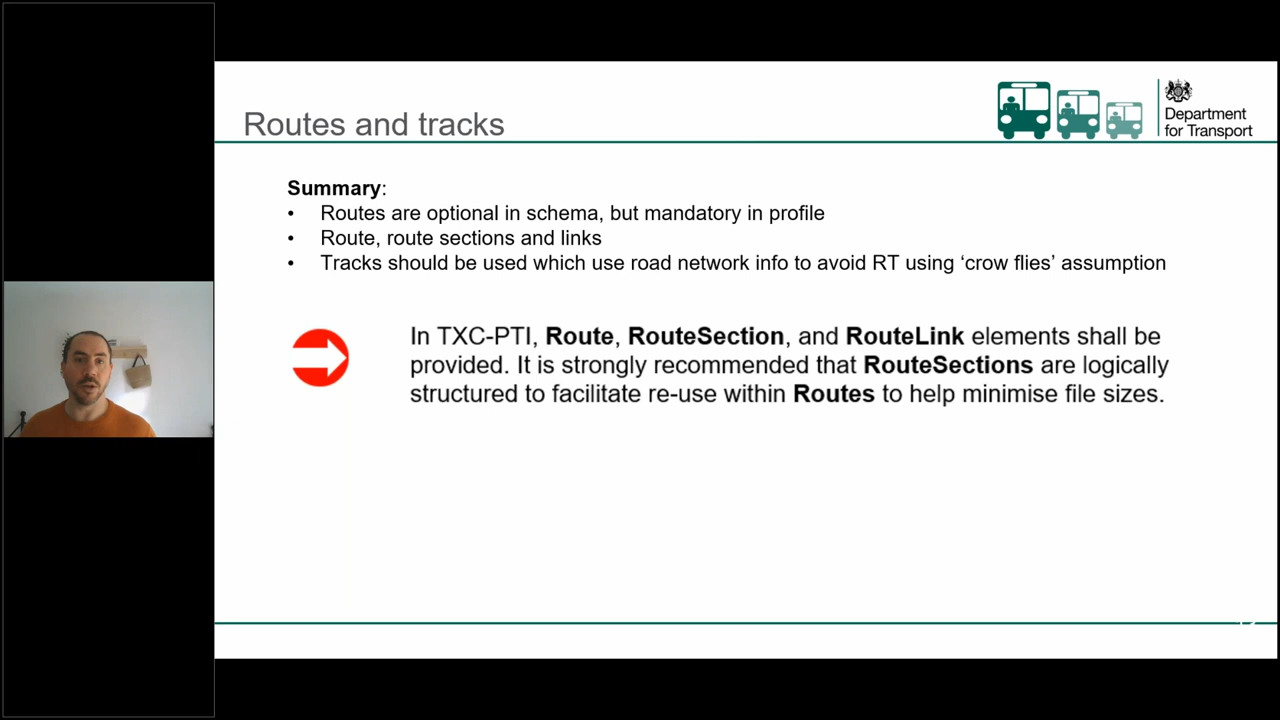 Routes and tracks
Department
for Transport
Summary:
• Routes are optional in schema, but mandatory in profile
• Route, route sections and links
• Tracks should be used which use road network info to avoid RT using ‘crow flies’ assumption
In TXC-PTI, Route, RouteSection, and RouteLink elements shall be
provided. It is strongly recommended that RouteSections are logically
structured to facilitate re-use within Routes to help minimise file sizes.